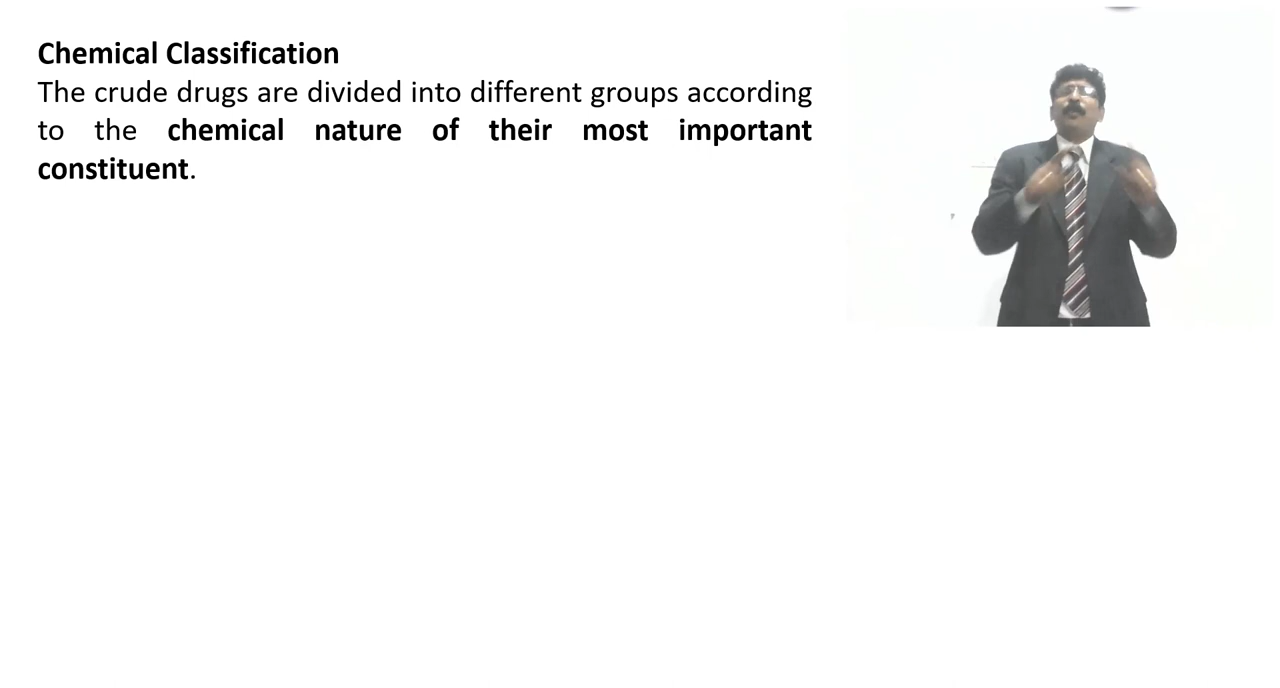 Chemical Classification
The crude drugs are divided into different groups according
to the chemical nature of their most important
constituent.